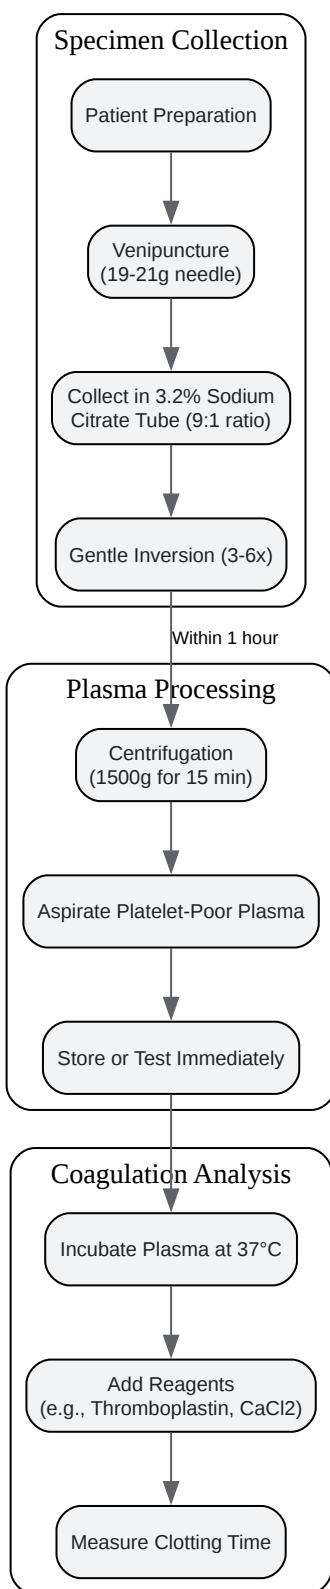 Specimen Collection
Patient Preparation
Venipuncture
(19-21g needle)
Collect in 3.2% Sodium
Citrate Tube (9:1 ratio)
Gentle Inversion (3-6x)
Within 1 hour
Plasma Processing
Centrifugation
(1500g for 15 min)
Aspirate Platelet-Poor Plasma
Store or Test Immediately
Coagulation Analysis
Incubate Plasma at 37°C
Add Reagents
(e.g., Thromboplastin, CaCl2)
Measure Clotting Time